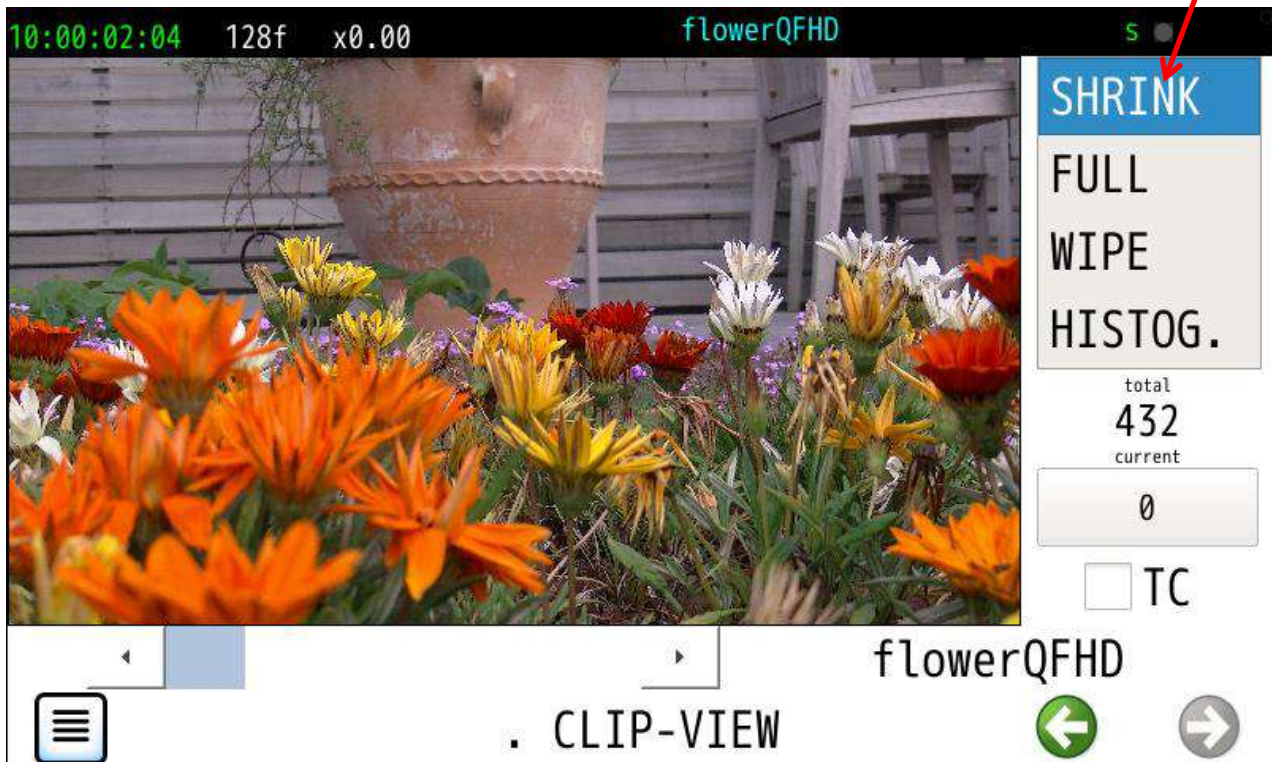 10:00:02:04 128f x0.00 flowerQFHD S
SHRINK
FULL
WIPE
HISTOG.
total
432
current
0
TC
flowerQFHD
. CLIP-VIEW